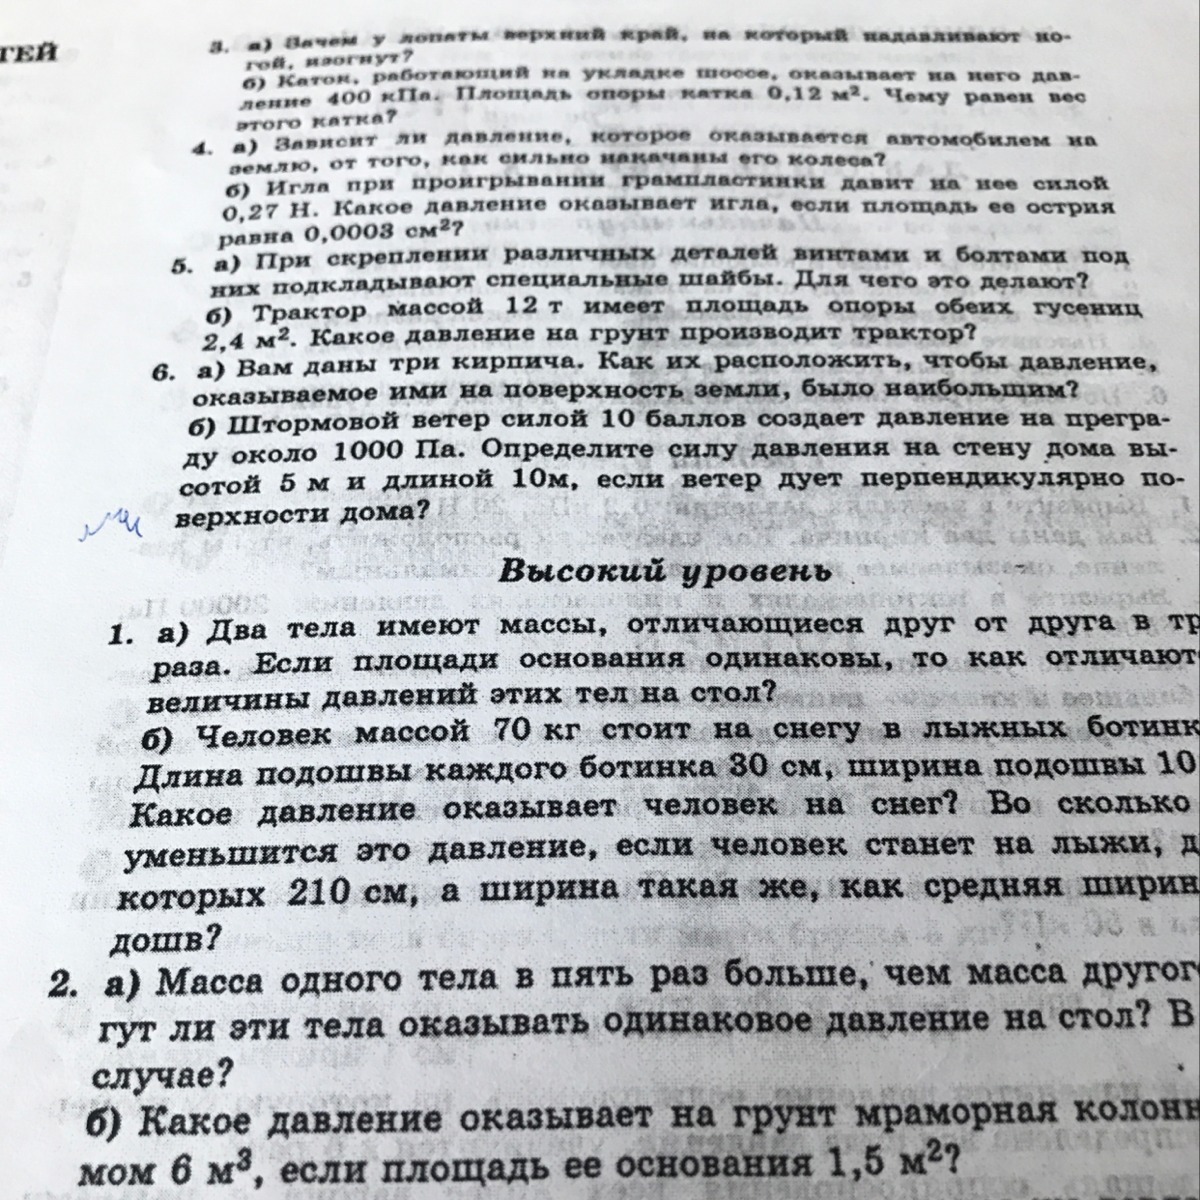 ТЕЙ
3. а) Зачем у лопаты верхний край, на который надавливают но-
гой, изогнут?
б) Каток, работающий на укладке шоссе, оказывает на него дав-
ление 400 кПа. Площадь опоры катка 0,12 м². Чему равен вес
этого катка?
4. а) Зависит ли давление, которое оказывается автомобилем на
землю, от того, как сильно накачаны его колеса?
б) Игла при проигрывании грампластинки давит на нее силой
0,27 Н. Какое давление оказывает игла, если площадь ее острия
равна 0,0003 см²?
5. а) При скреплении различных деталей винтами и болтами под
них подкладывают специальные шайбы. Для чего это делают?
б) Трактор массой 12 т имеет площадь опоры обеих гусениц
2,4 м². Какое давление на грунт производит трактор?
6. а) Вам даны три кирпича. Как их расположить, чтобы давление,
оказываемое ими на поверхность земли, было наибольшим?
б) Штормовой ветер силой 10 баллов создает давление на прегра-
ду около 1000 Па. Определите силу давления на стену дома вы-
сотой 5 м и длиной 10м, если ветер дует перпендикулярно по-
верхности дома?
Высокий уровень
1. а) Два тела имеют массы, отличающиеся друг от друга в тр
раза. Если площади основания одинаковы, то как отличают
величины давлений этих тел на стол?
б) Человек массой 70 кг стоит на снегу в лыжных ботинк
Длина подошвы каждого ботинка 30 см, ширина подошвы 10
Какое давление оказывает человек на снег? Во сколько
уменьшится это давление, если человек станет на лыжи, д
которых 210 см, а ширина такая же, как средняя ширин
дошв?
2. а) Масса одного тела в пять раз больше, чем масса другог
гут ли эти тела оказывать одинаковое давление на стол? В
случае?
б) Какое давление оказывает на грунт мраморная колонн
мом 6 м³, если площадь ее основания 1,5 м²?